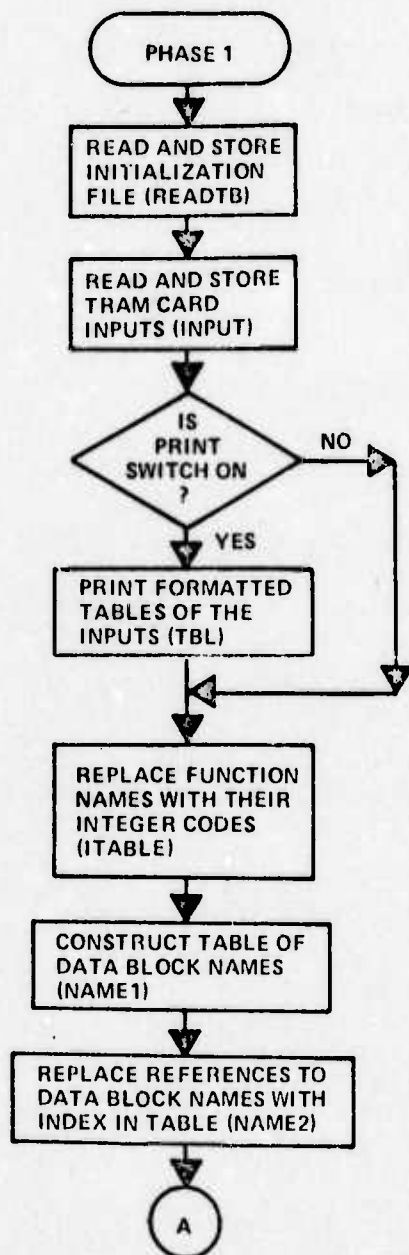 PHASE 1
READ AND STORE
INITIALIZATION
FILE (READTB)
READ AND STORE
TRAM CARD
INPUTS (INPUT)
IS
PRINT
SWITCH ON
?
NO
YES
PRINT FORMATTED
TABLES OF THE
INPUTS (TBL)
REPLACE FUNCTION
NAMES WITH THEIR
INTEGER CODES
(ITABLE)
CONSTRUCT TABLE OF
DATA BLOCK NAMES
(NAME1)
REPLACE REFERENCES TO
DATA BLOCK NAMES WITH
INDEX IN TABLE (NAME2)
A